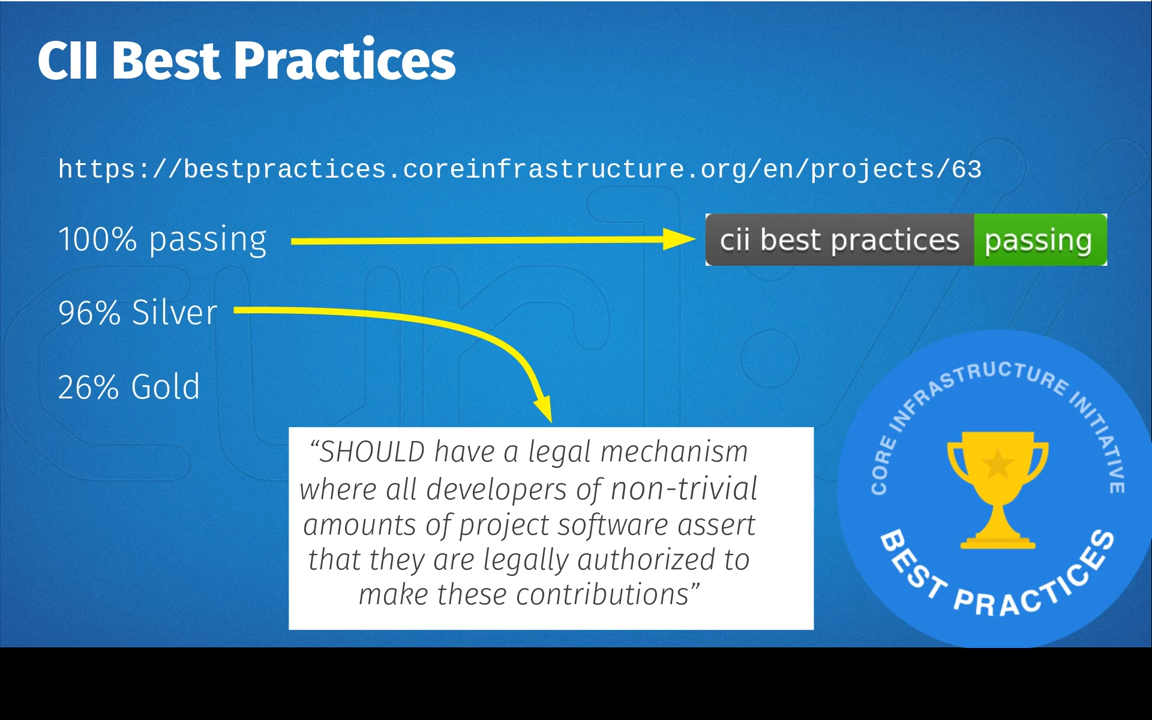 CII Best Practices
https://bestpractices.coreinfrastructure.org/en/projects/63
100% passing
cii best practices passing
96% Silver
26% Gold
“SHOULD have a legal mechanism
where all developers of non-trivial
amounts of project software assert
that they are legally authorized to
make these contributions”
CORE INFRASTRUCTURE INITIATIVE
BEST PRACTICES
curl://